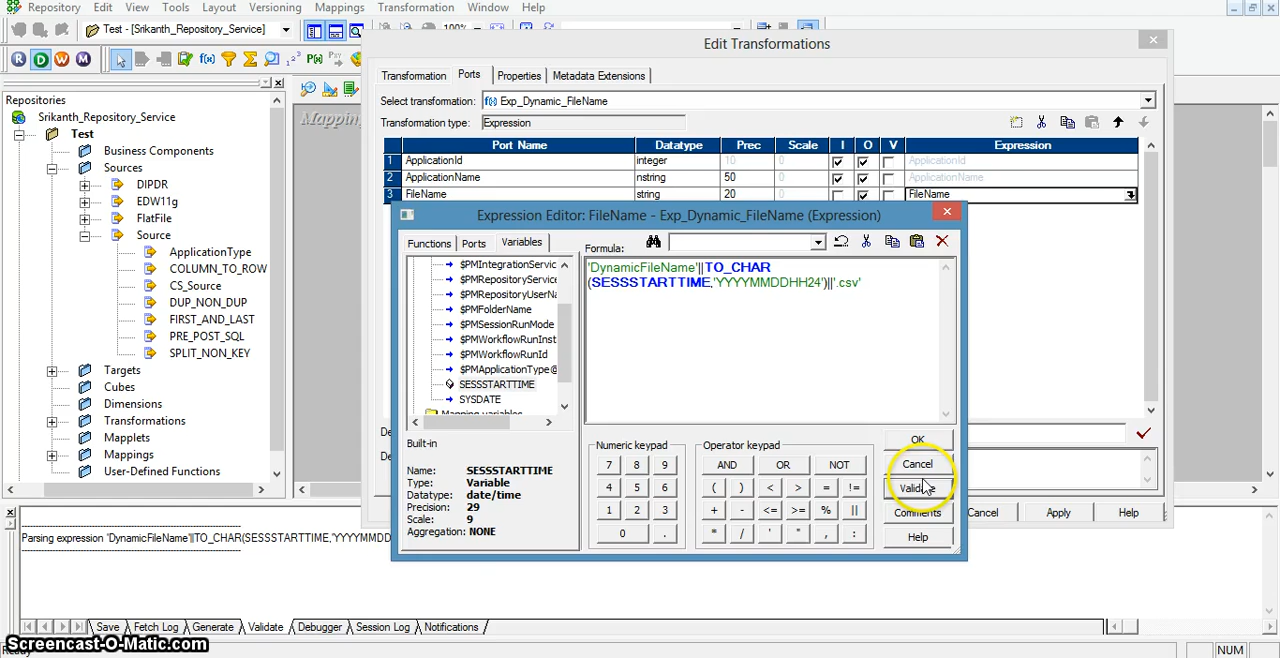 Repository Edit View Tools Layout Versioning Mappings Transformation Window Help
Test - [Srikanth_Repository_Service] 100%
Edit Transformations
R D W M f(x) Σ P(x)
Transformation Ports Properties Metadata Extensions
Repositories
Select transformation: f(x) Exp_Dynamic_FileName
Srikanth_Repository_Service
Transformation type: Expression
Test
Business Components
Sources
DIPDR
EDW11g
FlatFile
Source
ApplicationType
COLUMN_TO_ROW
CS_Source
DUP_NON_DUP
FIRST_AND_LAST
PRE_POST_SQL
SPLIT_NON_KEY
Targets
Cubes
Dimensions
Transformations
Mapplets
Mappings
User-Defined Functions
Port Name Datatype Prec Scale I O V Expression
1 ApplicationId integer 10 0 ApplicationId
2 ApplicationName nstring 50 0 ApplicationName
3 FileName string 20 0 FileName
Expression Editor: FileName - Exp_Dynamic_FileName (Expression)
Functions Ports Variables
Formula:
$PMIntegrationServic
$PMRepositoryService
$PMRepositoryUserNa
$PMFolderName
$PMSessionRunMode
$PMWorkflowRunInst
$PMWorkflowRunId
$PMApplicationType@
SESSSTARTTIME
SYSDATE
Mapping variables
'DynamicFileName'||TO_CHAR
(SESSSTARTTIME,'YYYYMMDDHH24')||'.csv'
Built-in
Name: SESSSTARTTIME
Type: Variable
Datatype: date/time
Precision: 29
Scale: 9
Aggregation: NONE
Numeric keypad
7 8 9
4 5 6
1 2 3
0 .
Operator keypad
AND OR NOT
( ) < > = !=
+ - <= >= % ||
* / ' " , :
OK
Cancel
Validate
Comments
Help
Cancel Apply Help
Parsing expression 'DynamicFileName'||TO_CHAR(SESSSTARTTIME,'YYYYMMDD
Save Fetch Log Generate Validate Debugger Session Log Notifications
Screencast-O-Matic.com
NUM